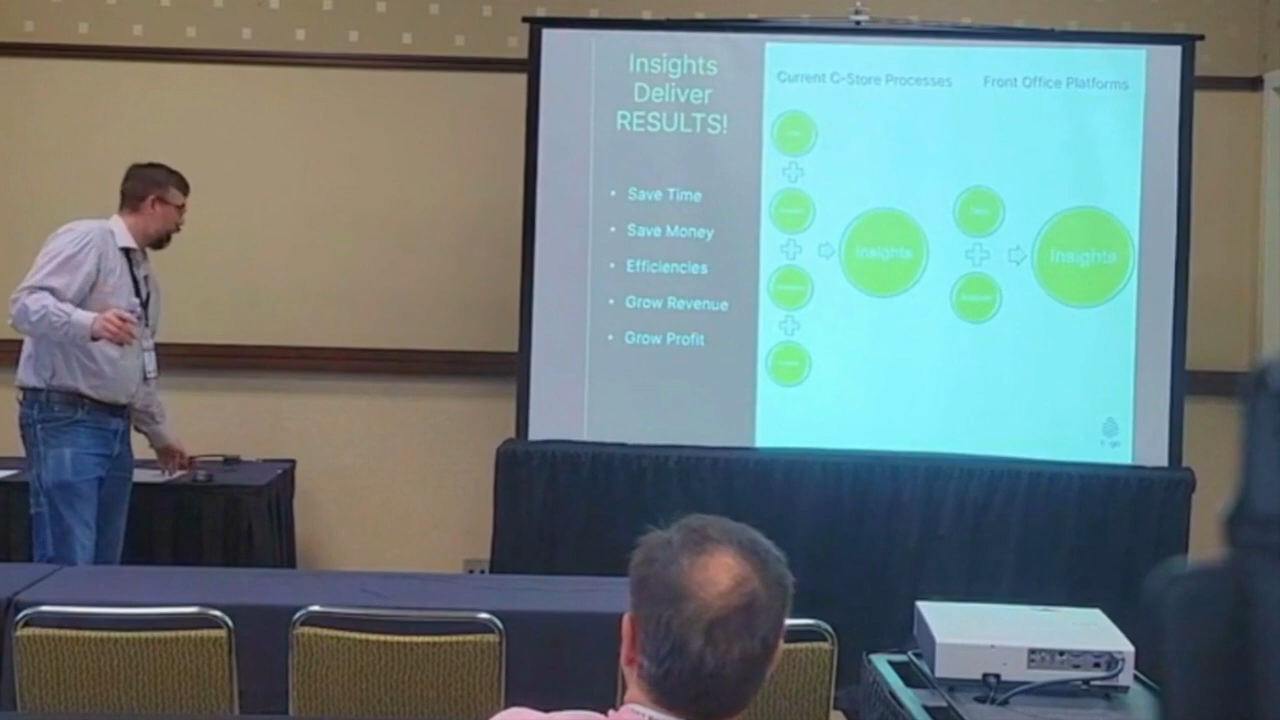 Insights
Deliver
RESULTS!
• Save Time
• Save Money
• Efficiencies
• Grow Revenue
• Grow Profit
Current C-Store Processes
Front Office Platforms
Insights
Insights